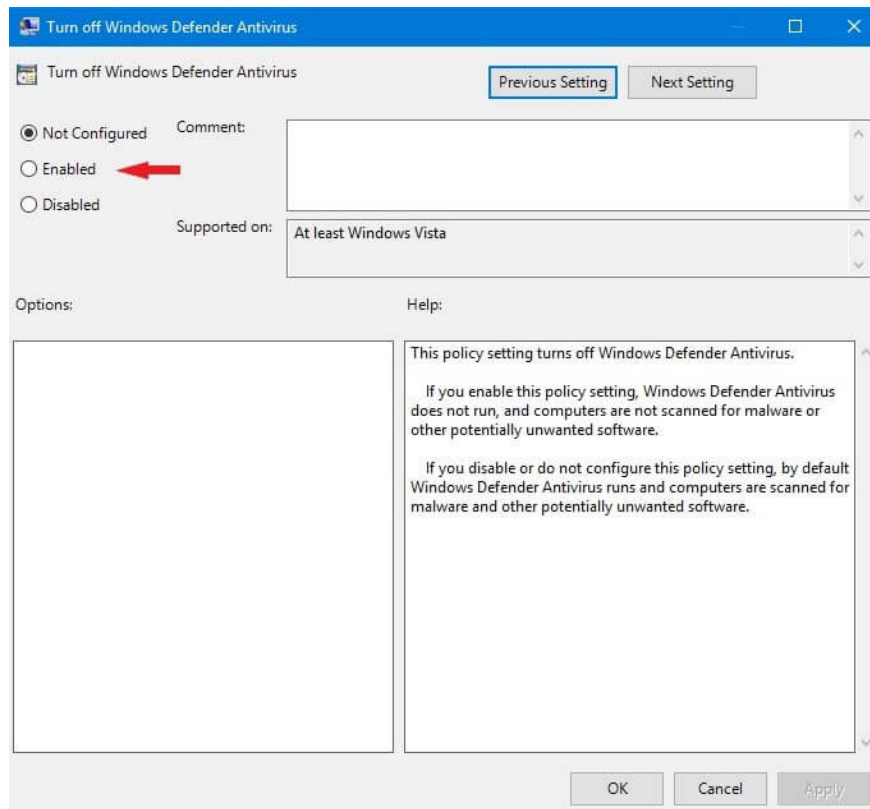 Turn off Windows Defender Antivirus
Turn off Windows Defender Antivirus
Previous Setting
Next Setting
Not Configured
Comment:
Enabled
Disabled
Supported on:
At least Windows Vista
Options:
Help:
This policy setting turns off Windows Defender Antivirus.
If you enable this policy setting, Windows Defender Antivirus
does not run, and computers are not scanned for malware or
other potentially unwanted software.
If you disable or do not configure this policy setting, by default
Windows Defender Antivirus runs and computers are scanned for
malware and other potentially unwanted software.
OK
Cancel
Apply